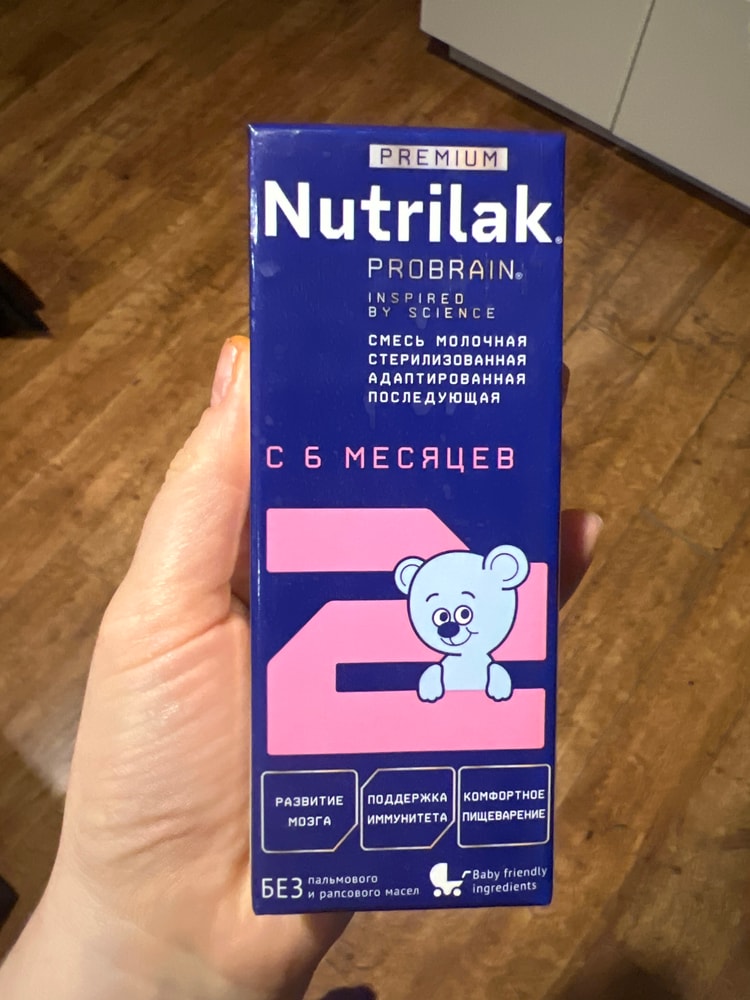 PREMIUM
Nutrilak®
PROBRAIN®
INSPIRED
BY SCIENCE
СМЕСЬ МОЛОЧНАЯ
СТЕРИЛИЗОВАННАЯ
АДАПТИРОВАННАЯ
ПОСЛЕДУЮЩАЯ
С 6 МЕСЯЦЕВ
2
РАЗВИТИЕ
МОЗГА
ПОДДЕРЖКА
ИММУНИТЕТА
КОМФОРТНОЕ
ПИЩЕВАРЕНИЕ
БЕЗ пальмового
и рапсового масел
Baby friendly
ingredients